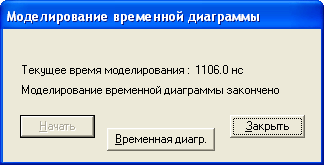 Моделирование временной диаграммы
Текущее время моделирования : 1106.0 нс
Моделирование временной диаграммы закончено
Начать
Временная диагр.
Закрыть